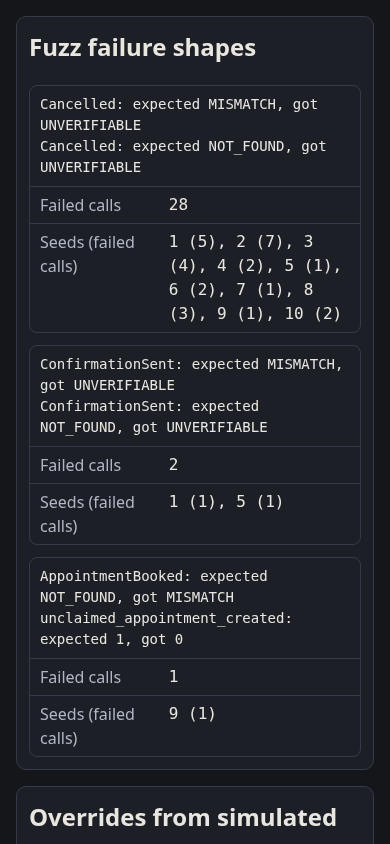 Fuzz failure shapes
Cancelled: expected MISMATCH, got
UNVERIFIABLE
Cancelled: expected NOT_FOUND, got
UNVERIFIABLE
Failed calls 28
Seeds (failed 1 (5), 2 (7), 3
calls) (4), 4 (2), 5 (1),
6 (2), 7 (1), 8
(3), 9 (1), 10 (2)
ConfirmationSent: expected MISMATCH,
got UNVERIFIABLE
ConfirmationSent: expected
NOT_FOUND, got UNVERIFIABLE
Failed calls 2
Seeds (failed 1 (1), 5 (1)
calls)
AppointmentBooked: expected
NOT_FOUND, got MISMATCH
unclaimed_appointment_created:
expected 1, got 0
Failed calls 1
Seeds (failed 9 (1)
calls)
Overrides from simulated